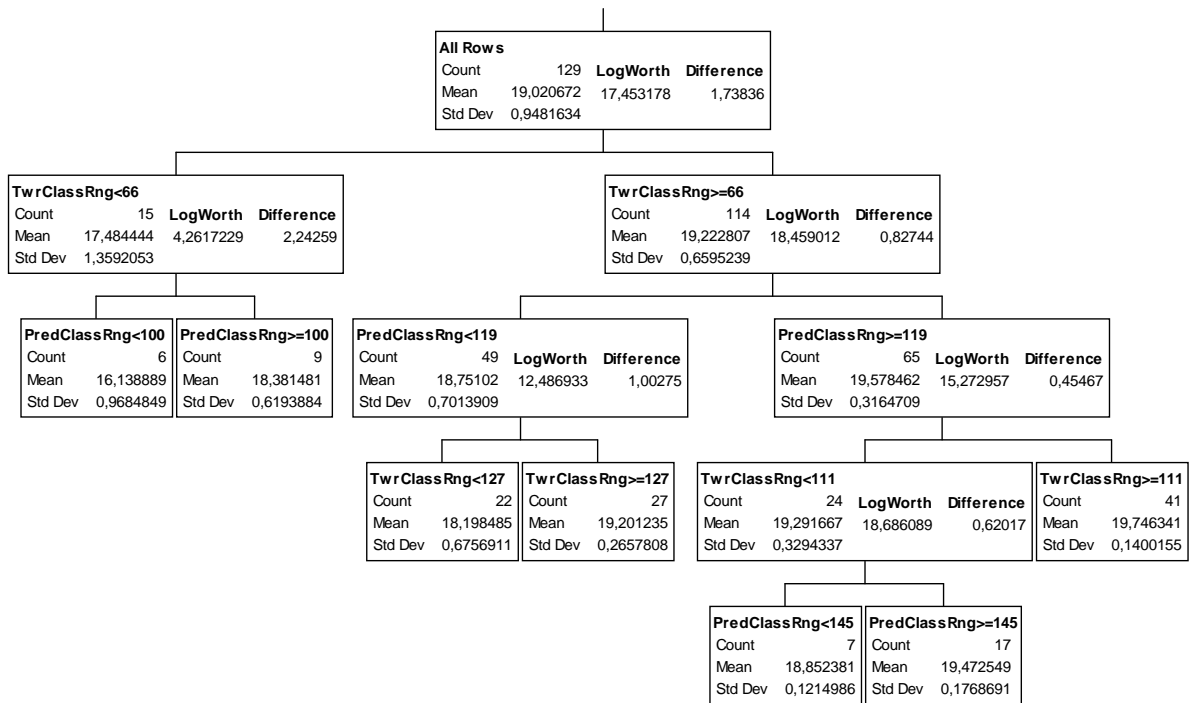 All Rows
Count 129 LogWorth Difference
Mean 19,020672 17,453178 1,73836
Std Dev 0,9481634
TwrClassRng<66
Count 15 LogWorth Difference
Mean 17,484444 4,2617229 2,24259
Std Dev 1,3592053
TwrClassRng>=66
Count 114 LogWorth Difference
Mean 19,222807 18,459012 0,82744
Std Dev 0,6595239
PredClassRng<100
Count 6
Mean 16,138889
Std Dev 0,9684849
PredClassRng>=100
Count 9
Mean 18,381481
Std Dev 0,6193884
PredClassRng<119
Count 49 LogWorth Difference
Mean 18,75102 12,486933 1,00275
Std Dev 0,7013909
PredClassRng>=119
Count 65 LogWorth Difference
Mean 19,578462 15,272957 0,45467
Std Dev 0,3164709
TwrClassRng<127
Count 22
Mean 18,198485
Std Dev 0,6756911
TwrClassRng>=127
Count 27
Mean 19,201235
Std Dev 0,2657808
TwrClassRng<111
Count 24 LogWorth Difference
Mean 19,291667 18,686089 0,62017
Std Dev 0,3294337
TwrClassRng>=111
Count 41
Mean 19,746341
Std Dev 0,1400155
PredClassRng<145
Count 7
Mean 18,852381
Std Dev 0,1214986
PredClassRng>=145
Count 17
Mean 19,472549
Std Dev 0,1768691